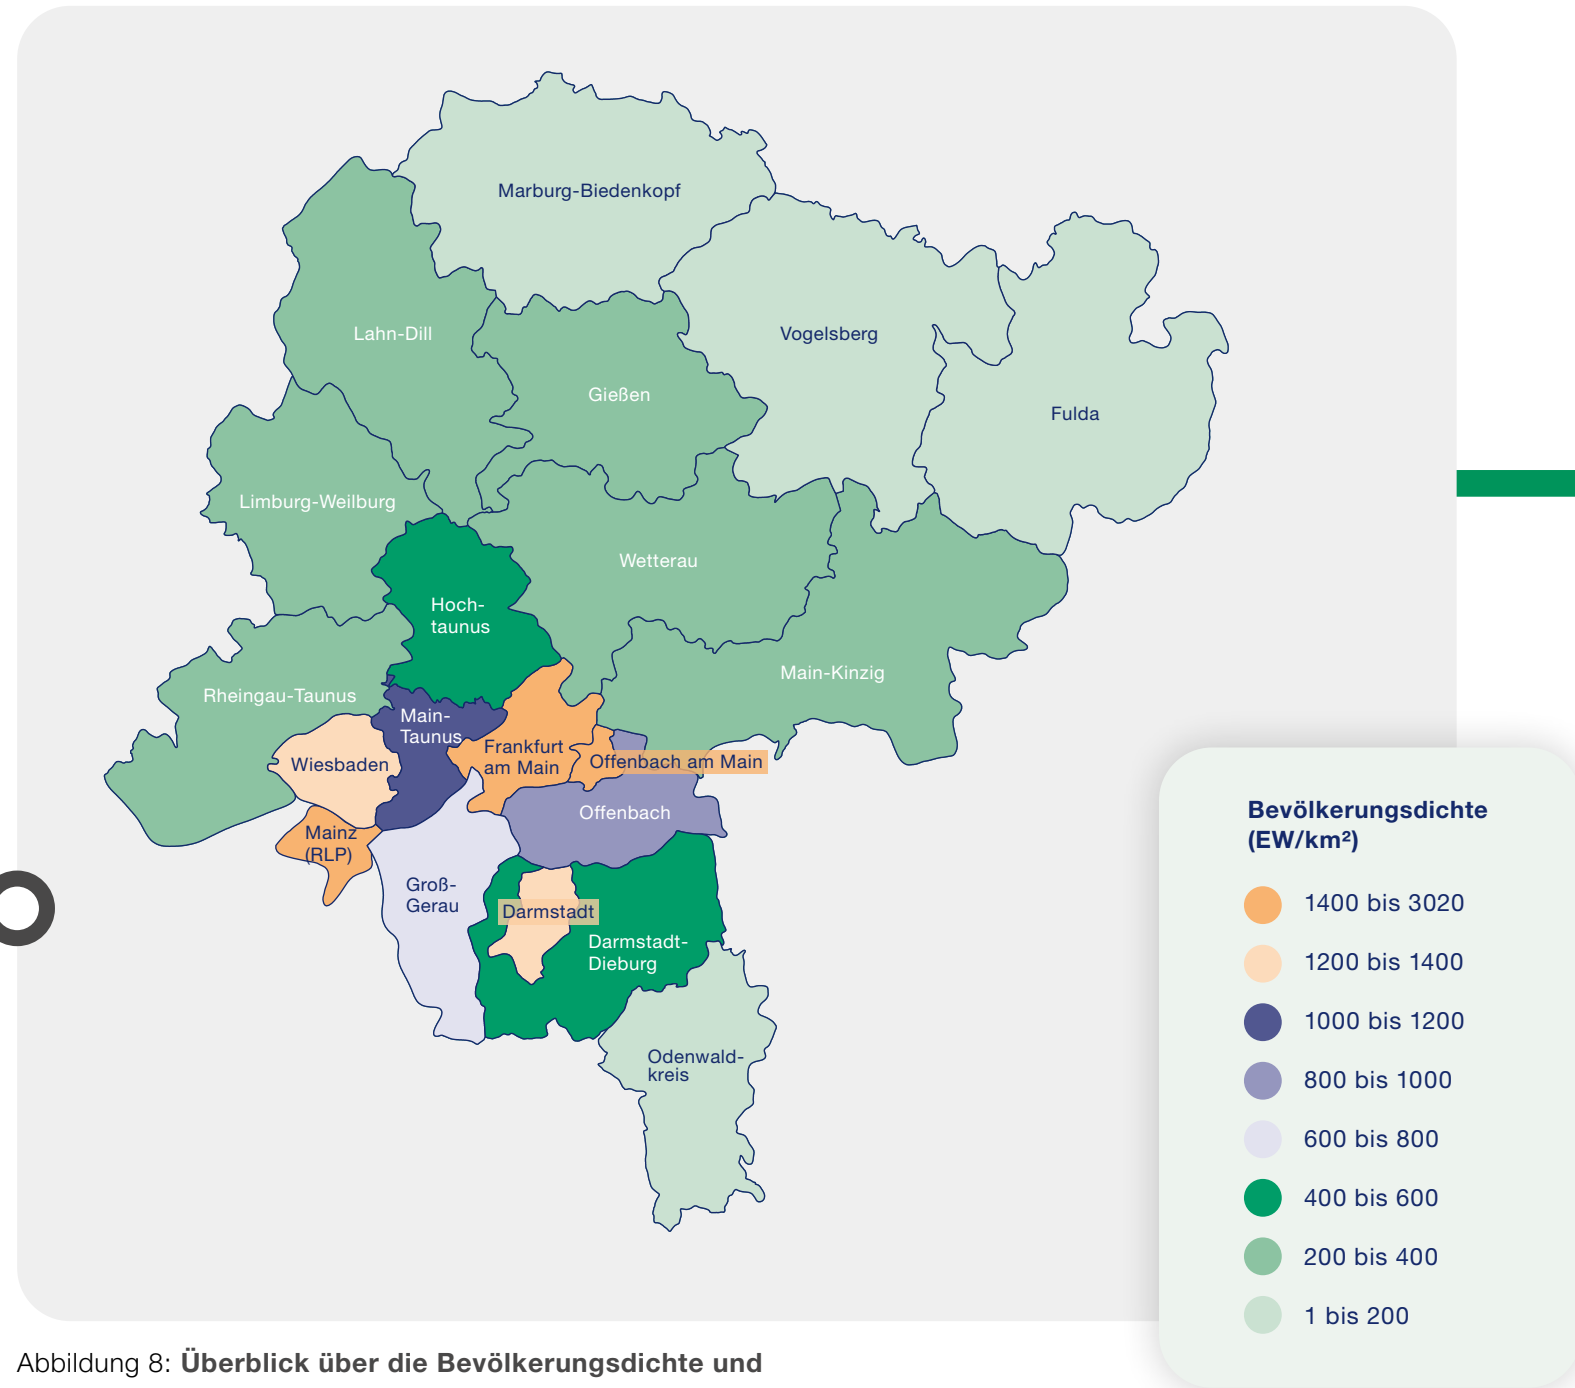 Marburg-Biedenkopf
Lahn-Dill
Vogelsberg
Gießen
Fulda
Limburg-Weilburg
Wetterau
Hoch-
taunus
Main-Kinzig
Rheingau-Taunus
Main-
Taunus
Frankfurt
am Main
Offenbach am Main
Wiesbaden
Offenbach
Mainz
(RLP)
Groß-
Gerau
Darmstadt
Darmstadt-
Dieburg
Odenwald-
kreis
Bevölkerungsdichte
(EW/km²)
1400 bis 3020
1200 bis 1400
1000 bis 1200
800 bis 1000
600 bis 800
400 bis 600
200 bis 400
1 bis 200
Abbildung 8: Überblick über die Bevölkerungsdichte und